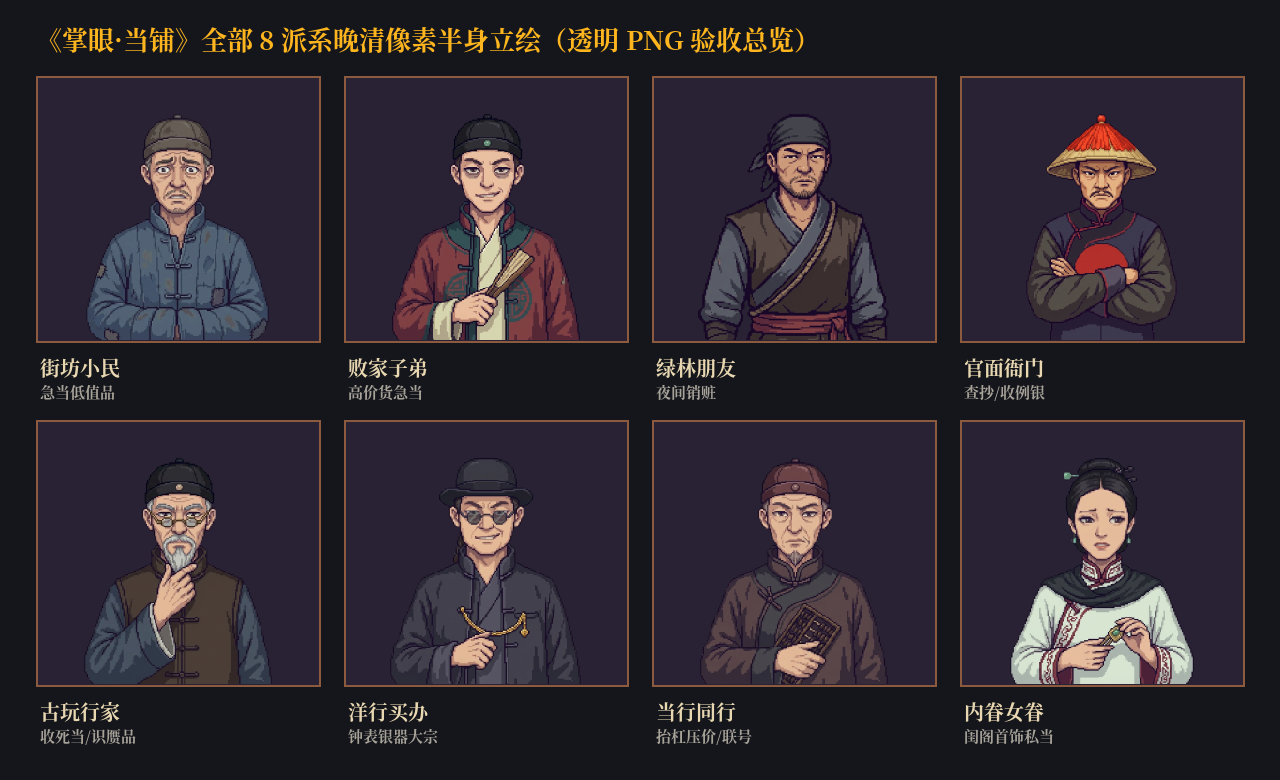 《掌眼·当铺》全部 8 派系晚清像素半身立绘（透明 PNG 验收总览）
街坊小民
急当低值品
败家子弟
高价货急当
绿林朋友
夜间销赃
官面衙门
查抄/收例银
古玩行家
收死当/识赝品
洋行买办
钟表银器大宗
当行同行
抬杠压价/联号
内眷女眷
闺阁首饰私当